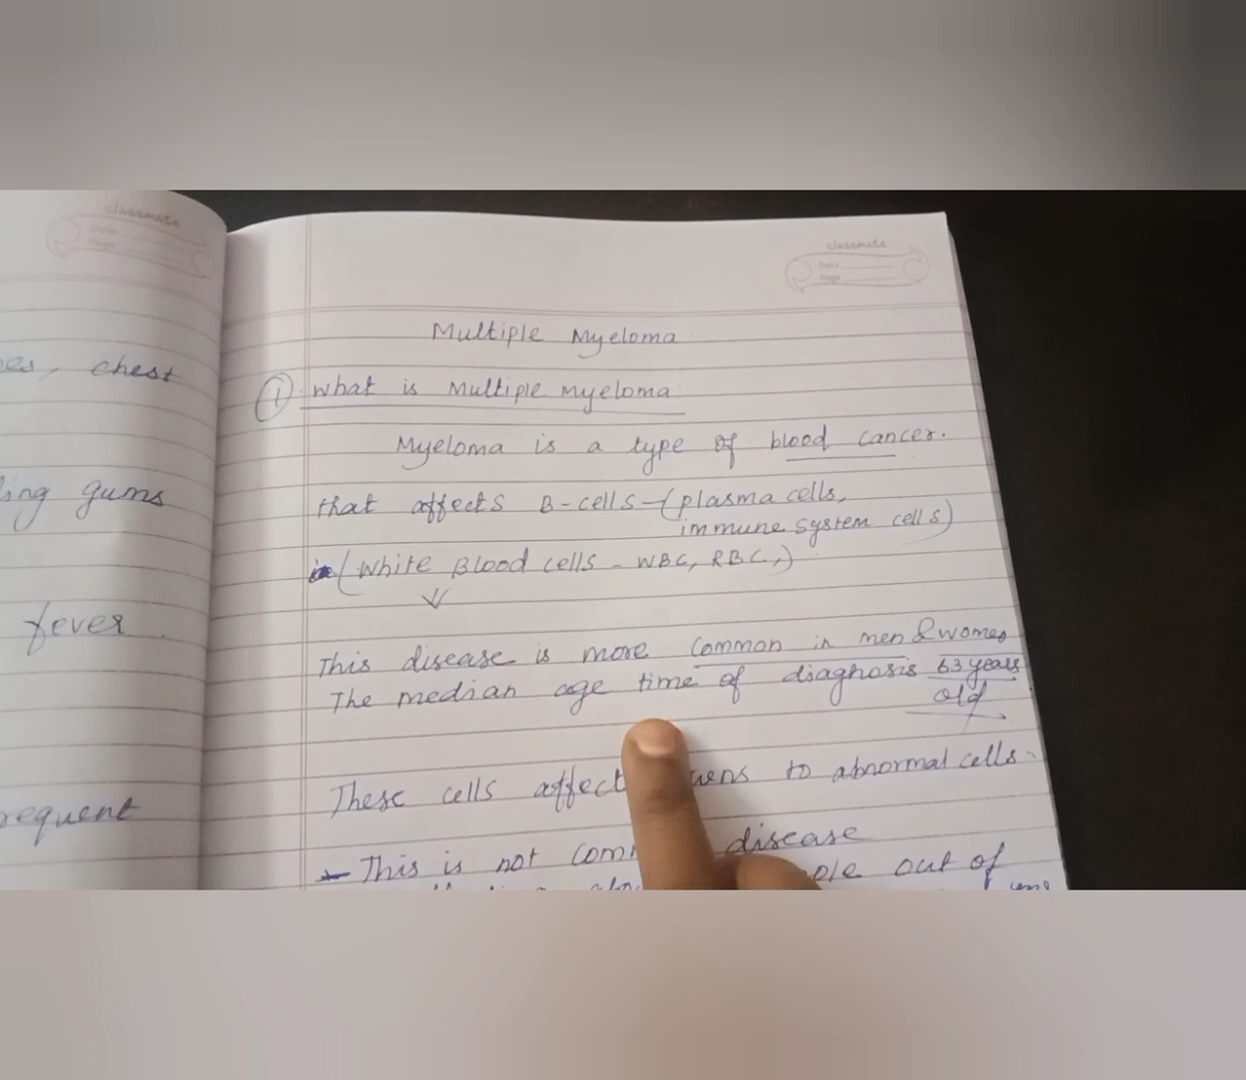 classmate
Date
Page
chest
gums
fever
classmate
Date
Page
Multiple Myeloma
1 What is Multiple myeloma
Myeloma is a type of blood cancer.
that affects B-cells-(plasma cells,
immune system cells)
(White Blood cells - WBC, RBC,)
This disease is more common in men & women
The median age time of diagnosis 63 years
old
These cells affect to abnormal cells.
This is not disease
out of